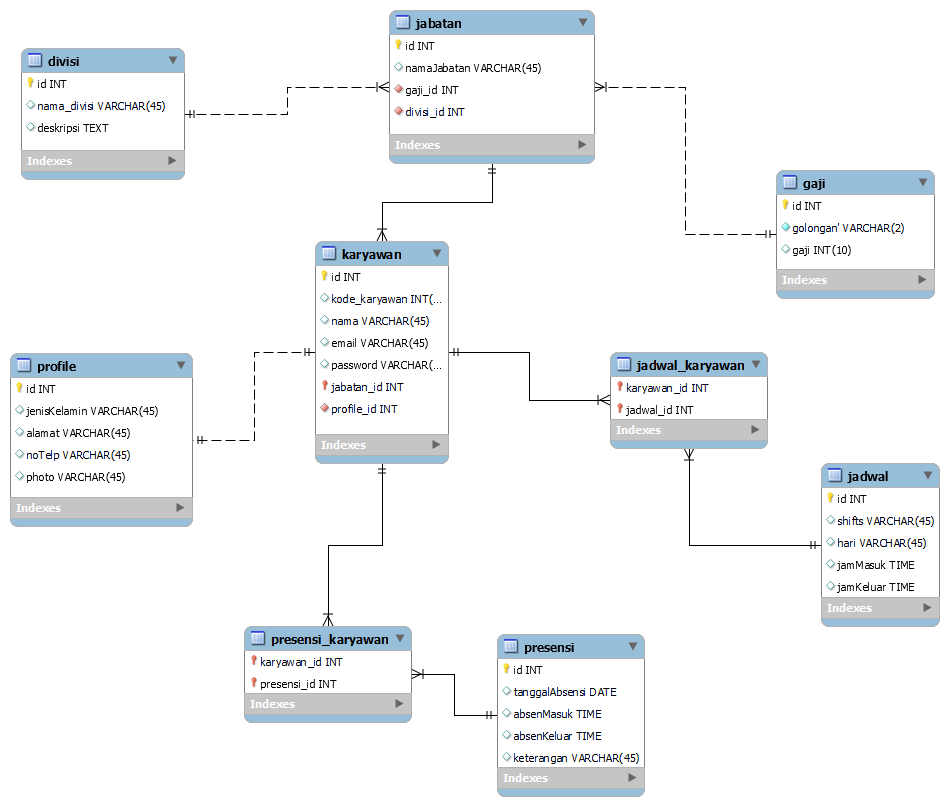 jabatan
id INT
namaJabatan VARCHAR(45)
gaji_id INT
divisi_id INT
Indexes
divisi
id INT
nama_divisi VARCHAR(45)
deskripsi TEXT
Indexes
gaji
id INT
golongan' VARCHAR(2)
gaji INT(10)
Indexes
karyawan
id INT
kode_karyawan INT(...
nama VARCHAR(45)
email VARCHAR(45)
password VARCHAR(...
jabatan_id INT
profile_id INT
Indexes
profile
id INT
jenisKelamin VARCHAR(45)
alamat VARCHAR(45)
noTelp VARCHAR(45)
photo VARCHAR(45)
Indexes
jadwal_karyawan
karyawan_id INT
jadwal_id INT
Indexes
jadwal
id INT
shifts VARCHAR(45)
hari VARCHAR(45)
jamMasuk TIME
jamKeluar TIME
Indexes
presensi_karyawan
karyawan_id INT
presensi_id INT
Indexes
presensi
id INT
tanggalAbsensi DATE
absenMasuk TIME
absenKeluar TIME
keterangan VARCHAR(45)
Indexes